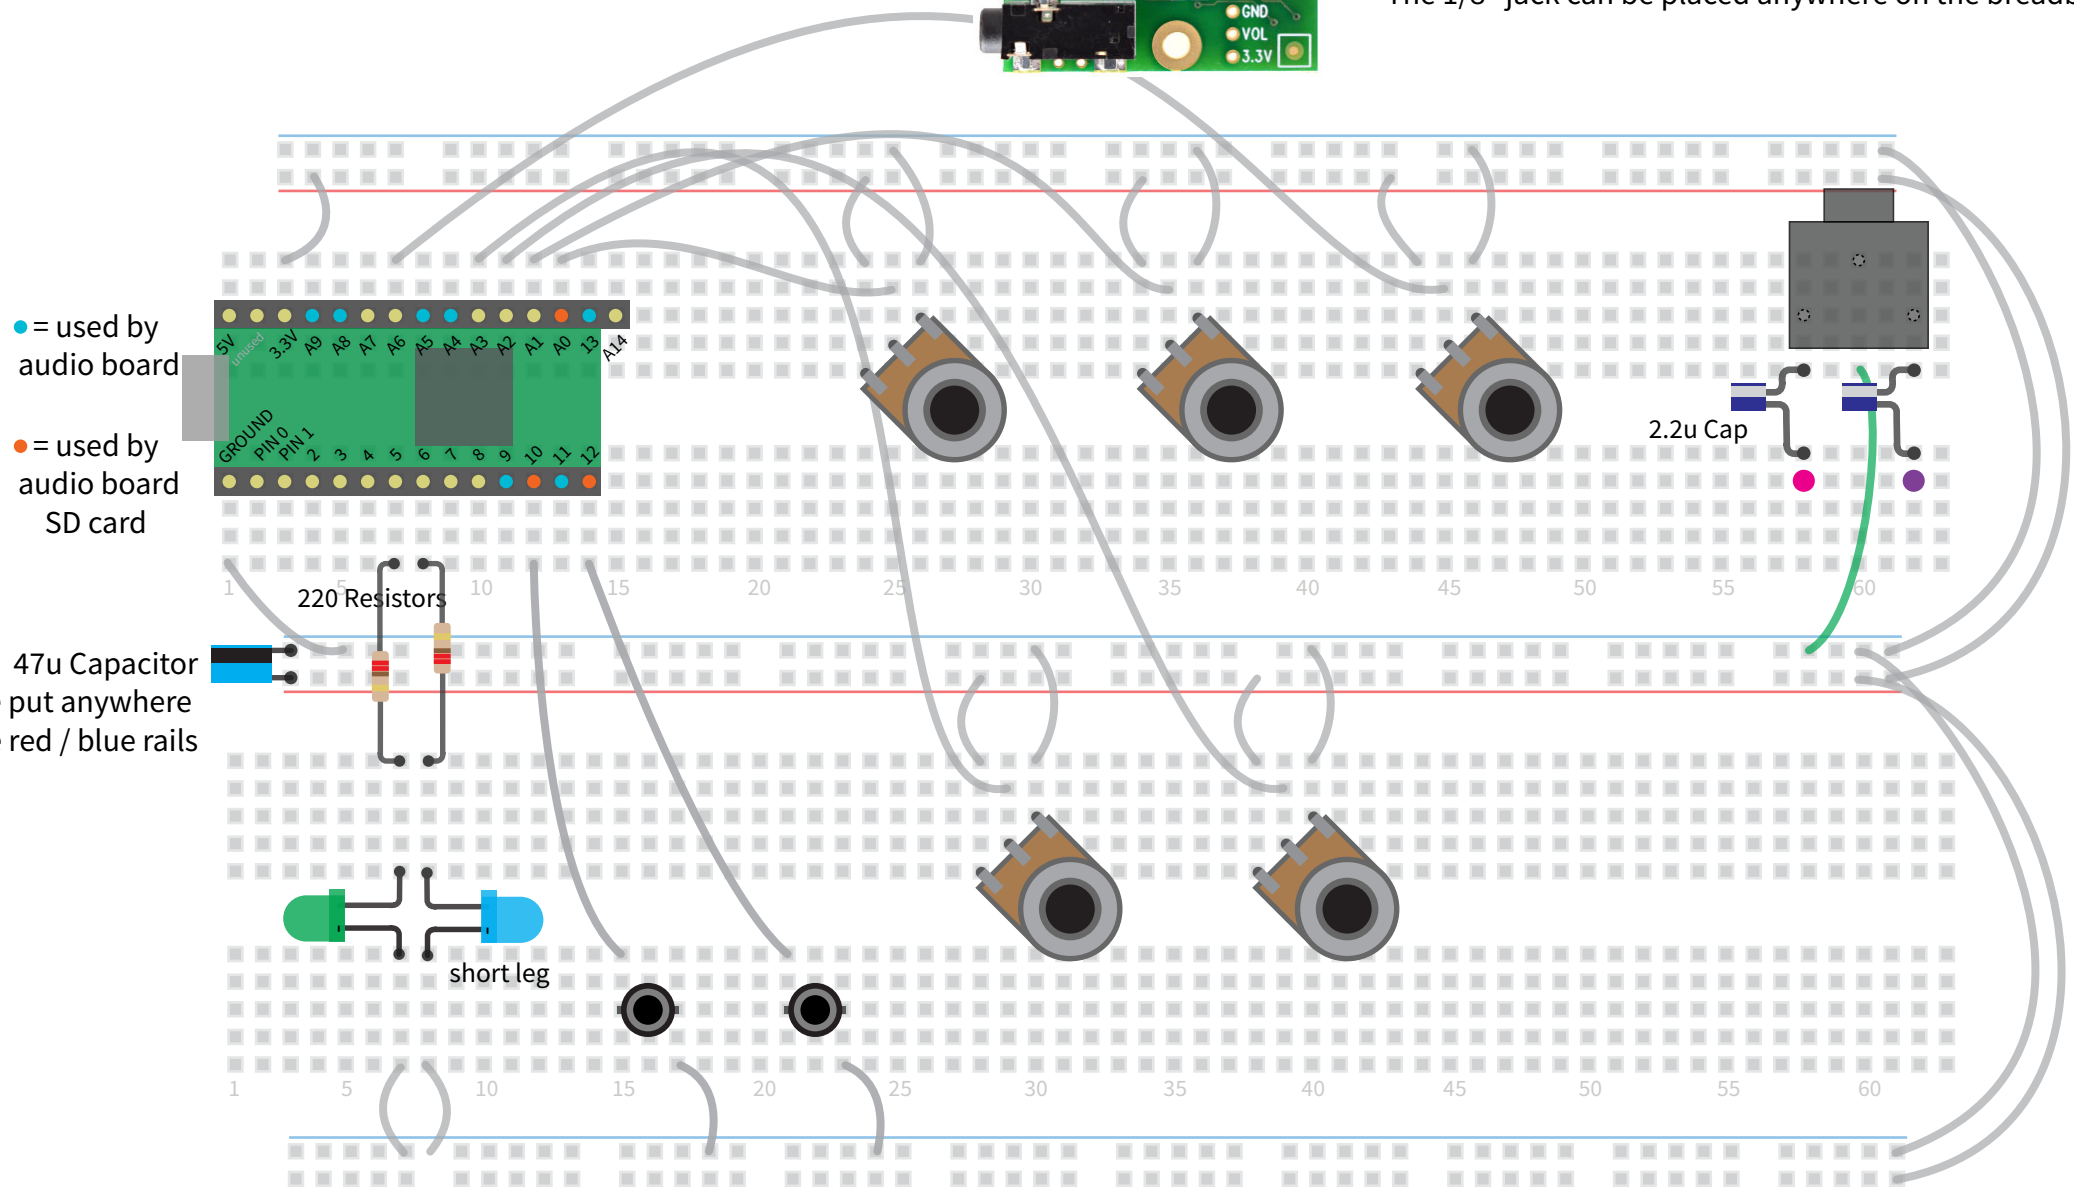 The 1/8" jack can be placed anywhere on the
GND
VOL
3.3V
= used by
audio board
= used by
audio board
SD card
5V
unused
3.3V
A9
A8
A7
A6
A5
A4
A3
A2
A1
A0
13
A14
GROUND
PIN 0
PIN 1
2
3
4
5
6
7
8
9
10
11
12
2.2u Cap
1 5 10 15 20 25 30 35 40 45 50 55 60
220 Resistors
47u Capacitor
put anywhere
red / blue rails
short leg
1 5 10 15 20 25 30 35 40 45 50 55 60